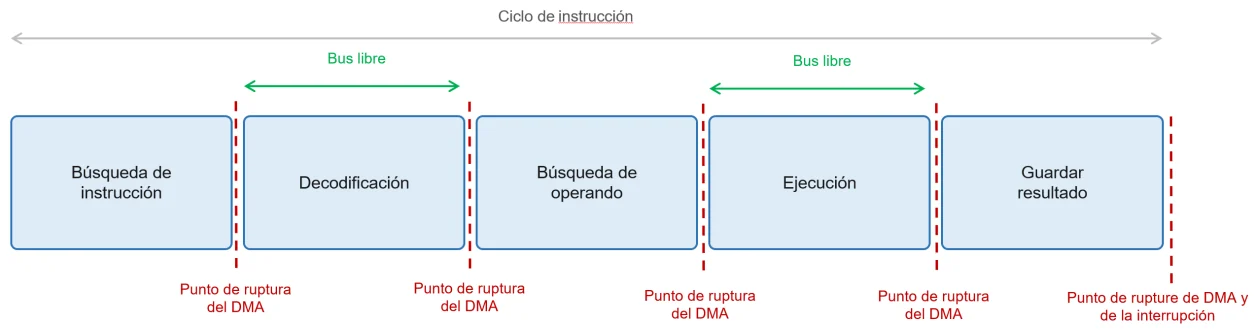 Ciclo de instrucción
Bus libre
Bus libre
Búsqueda de
instrucción
Decodificación
Búsqueda de
operando
Ejecución
Guardar
resultado
Punto de ruptura
del DMA
Punto de ruptura
del DMA
Punto de ruptura
del DMA
Punto de ruptura
del DMA
Punto de rupture de DMA y
de la interrupción